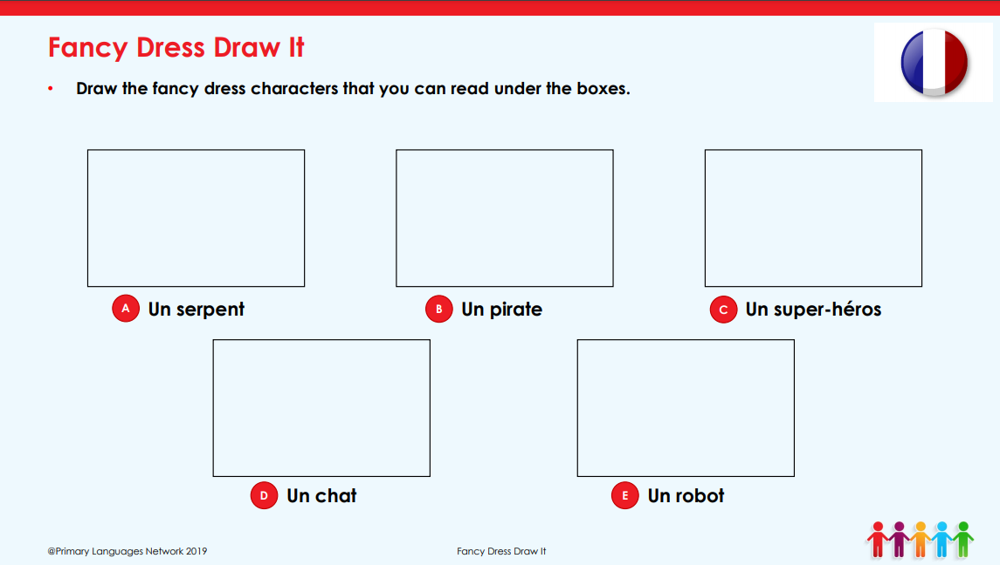 Fancy Dress Draw It
• Draw the fancy dress characters that you can read under the boxes.
A Un serpent
B Un pirate
C Un super-héros
D Un chat
E Un robot
@Primary Languages Network 2019
Fancy Dress Draw It